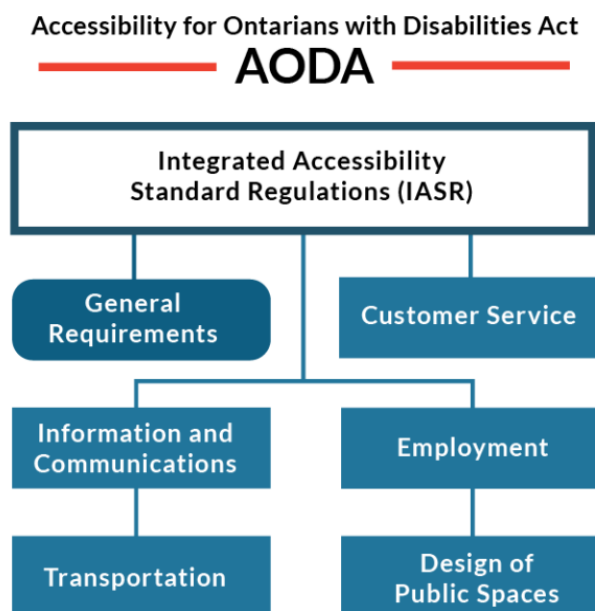 Accessibility for Ontarians with Disabilities Act
AODA
Integrated Accessibility
Standard Regulations (IASR)
General
Requirements
Customer Service
Information and
Communications
Employment
Transportation
Design of
Public Spaces